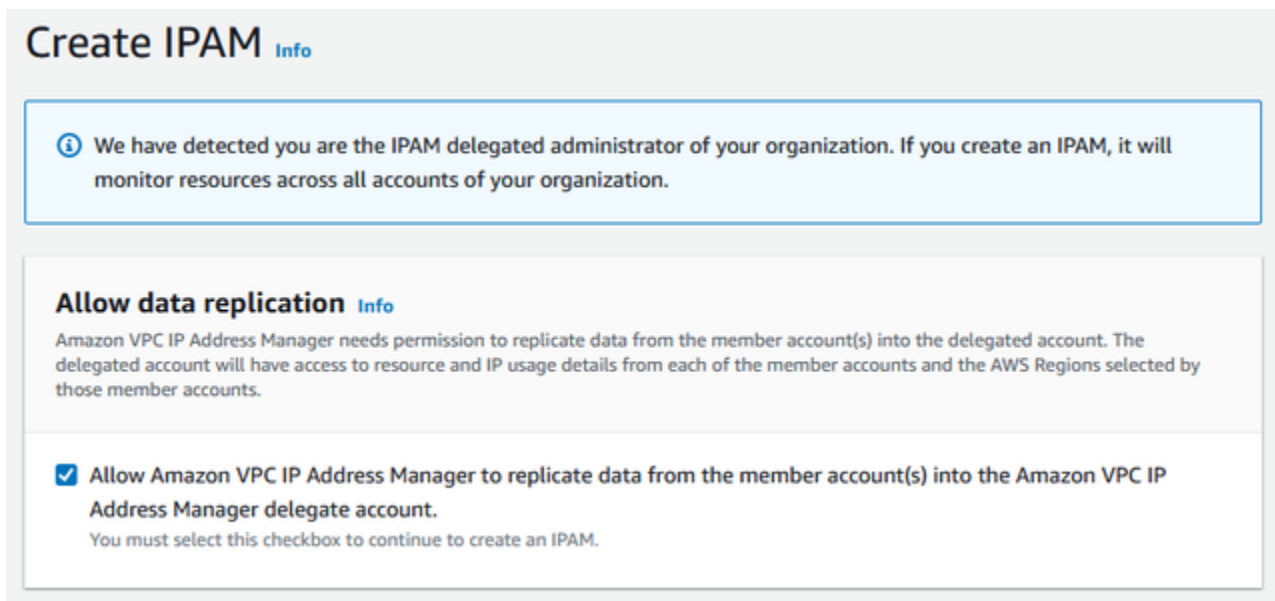 Create IPAM Info
We have detected you are the IPAM delegated administrator of your organization. If you create an IPAM, it will
monitor resources across all accounts of your organization.
Allow data replication Info
Amazon VPC IP Address Manager needs permission to replicate data from the member account(s) into the delegated account. The
delegated account will have access to resource and IP usage details from each of the member accounts and the AWS Regions selected by
those member accounts.
Allow Amazon VPC IP Address Manager to replicate data from the member account(s) into the Amazon VPC IP
Address Manager delegate account.
You must select this checkbox to continue to create an IPAM.